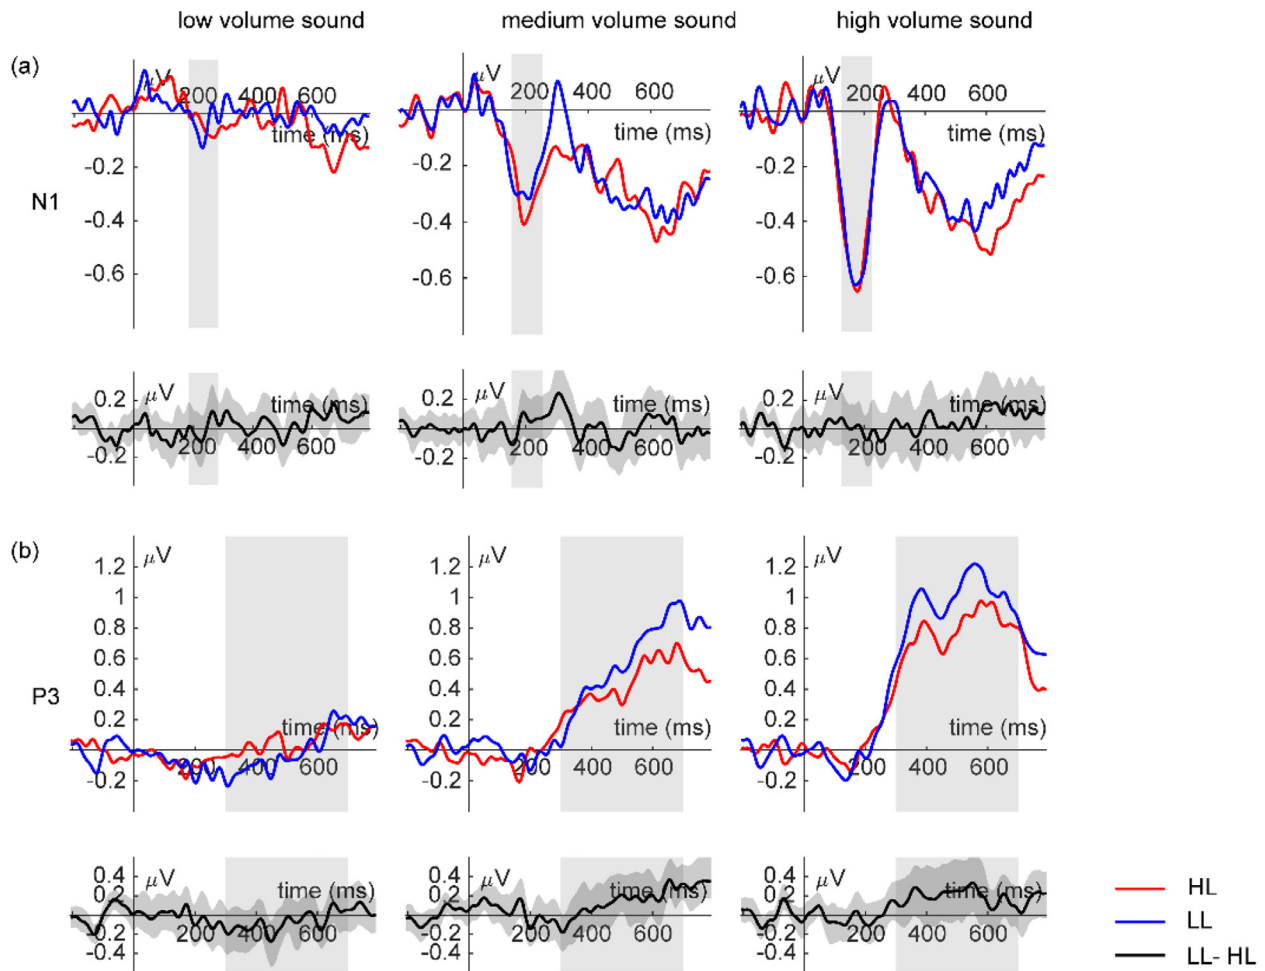 low volume sound medium volume sound high volume sound
(a)
μV 200 400 600
time (ms)
-0.2
-0.4
-0.6
μV 200 400 600
time (ms)
-0.2
-0.4
-0.6
μV 200 400 600
time (ms)
-0.2
-0.4
-0.6
N1
0.2 μV time (ms)
-0.2 200 400 600
0.2 μV time (ms)
-0.2 200 400 600
0.2 μV time (ms)
-0.2 200 400 600
(b)
1.2 μV
1
0.8
0.6
0.4
0.2 time (ms)
-0.2 200 400 600
1.2 μV
1
0.8
0.6
0.4
0.2 time (ms)
-0.2 200 400 600
1.2 μV
1
0.8
0.6
0.4
0.2 time (ms)
-0.2 200 400 600
P3
0.4 μV
0.2 time (ms)
0
-0.2 200 400 600
-0.4
0.4 μV
0.2 time (ms)
0
-0.2 200 400 600
-0.4
0.4 μV
0.2 time (ms)
0
-0.2 200 400 600
-0.4
HL
LL
LL- HL